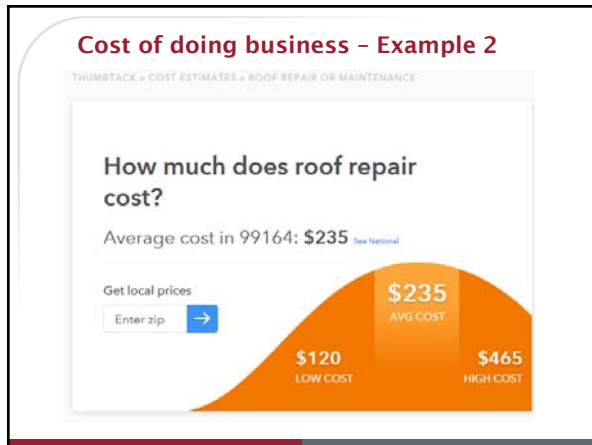 Cost of doing business – Example 2
THUMBTACK » COST ESTIMATES » ROOF REPAIR OR MAINTENANCE
How much does roof repair
cost?
Average cost in 99164: $235 See National
Get local prices
Enter zip →
$235
AVG COST
$120
LOW COST
$465
HIGH COST